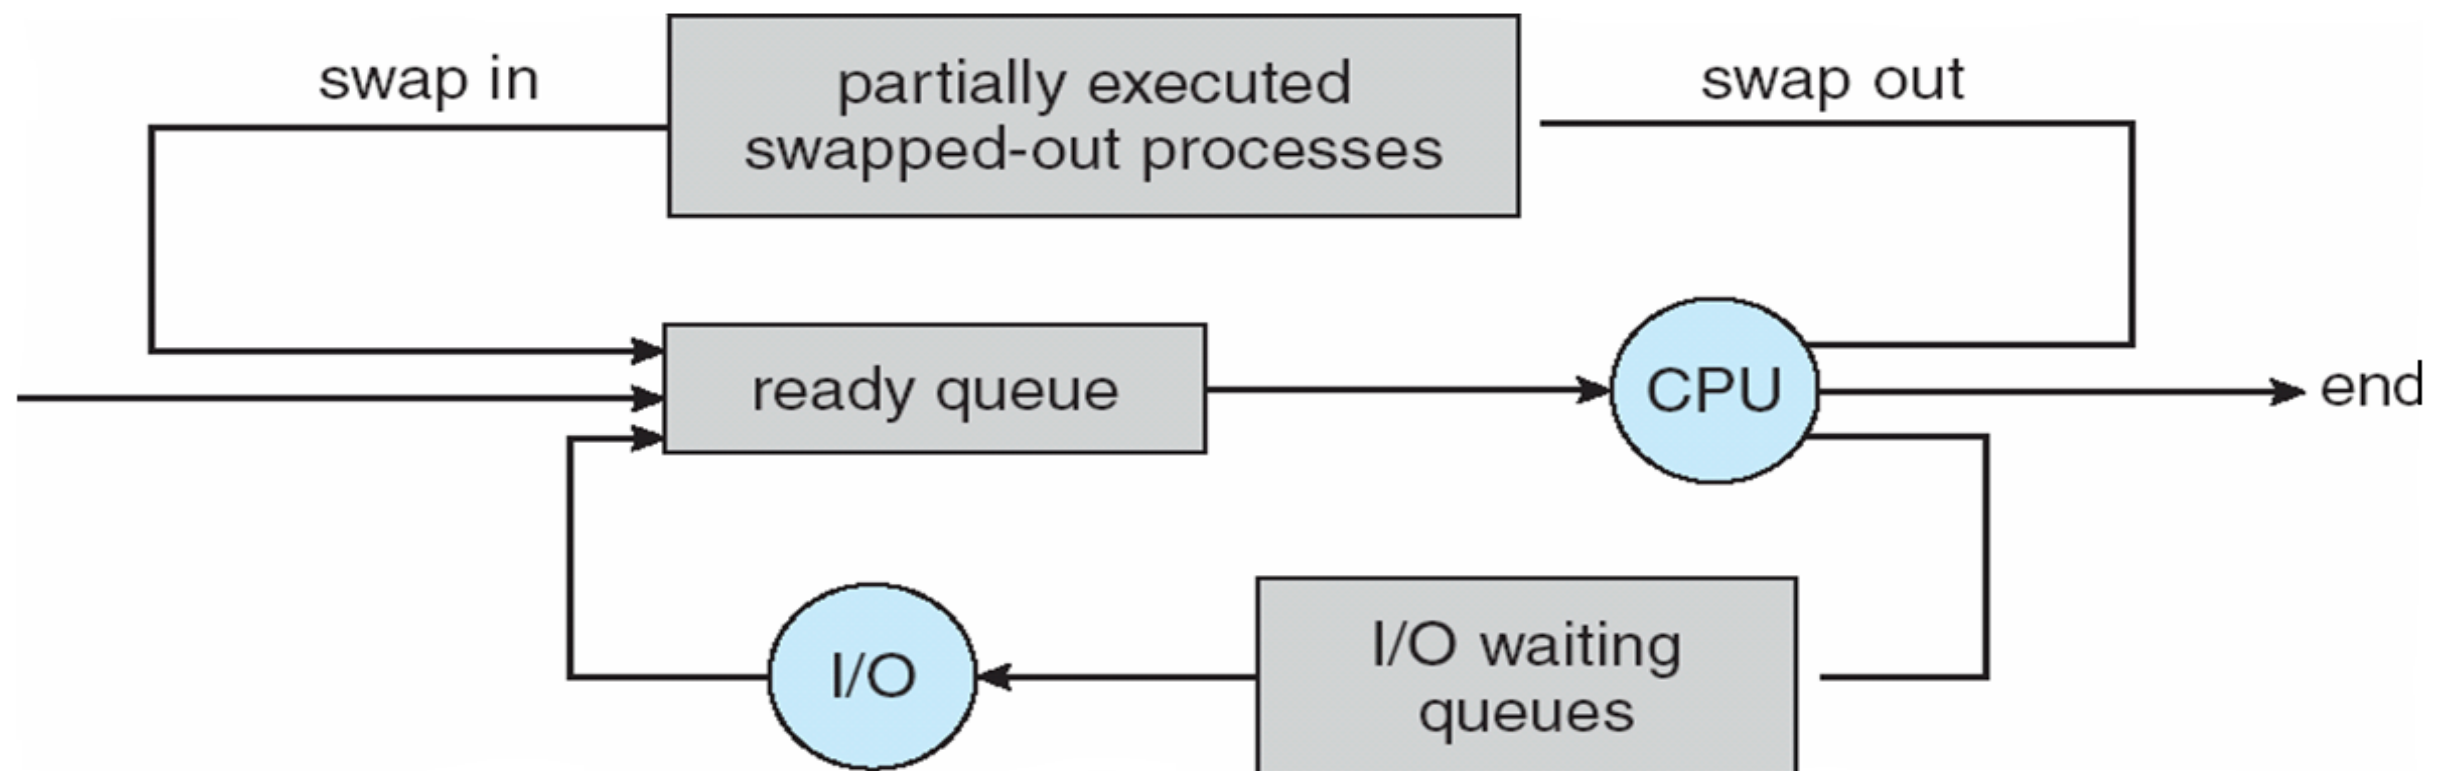 swap in
partially executed
swapped-out processes
swap out
ready queue
CPU
end
I/O
I/O waiting
queues